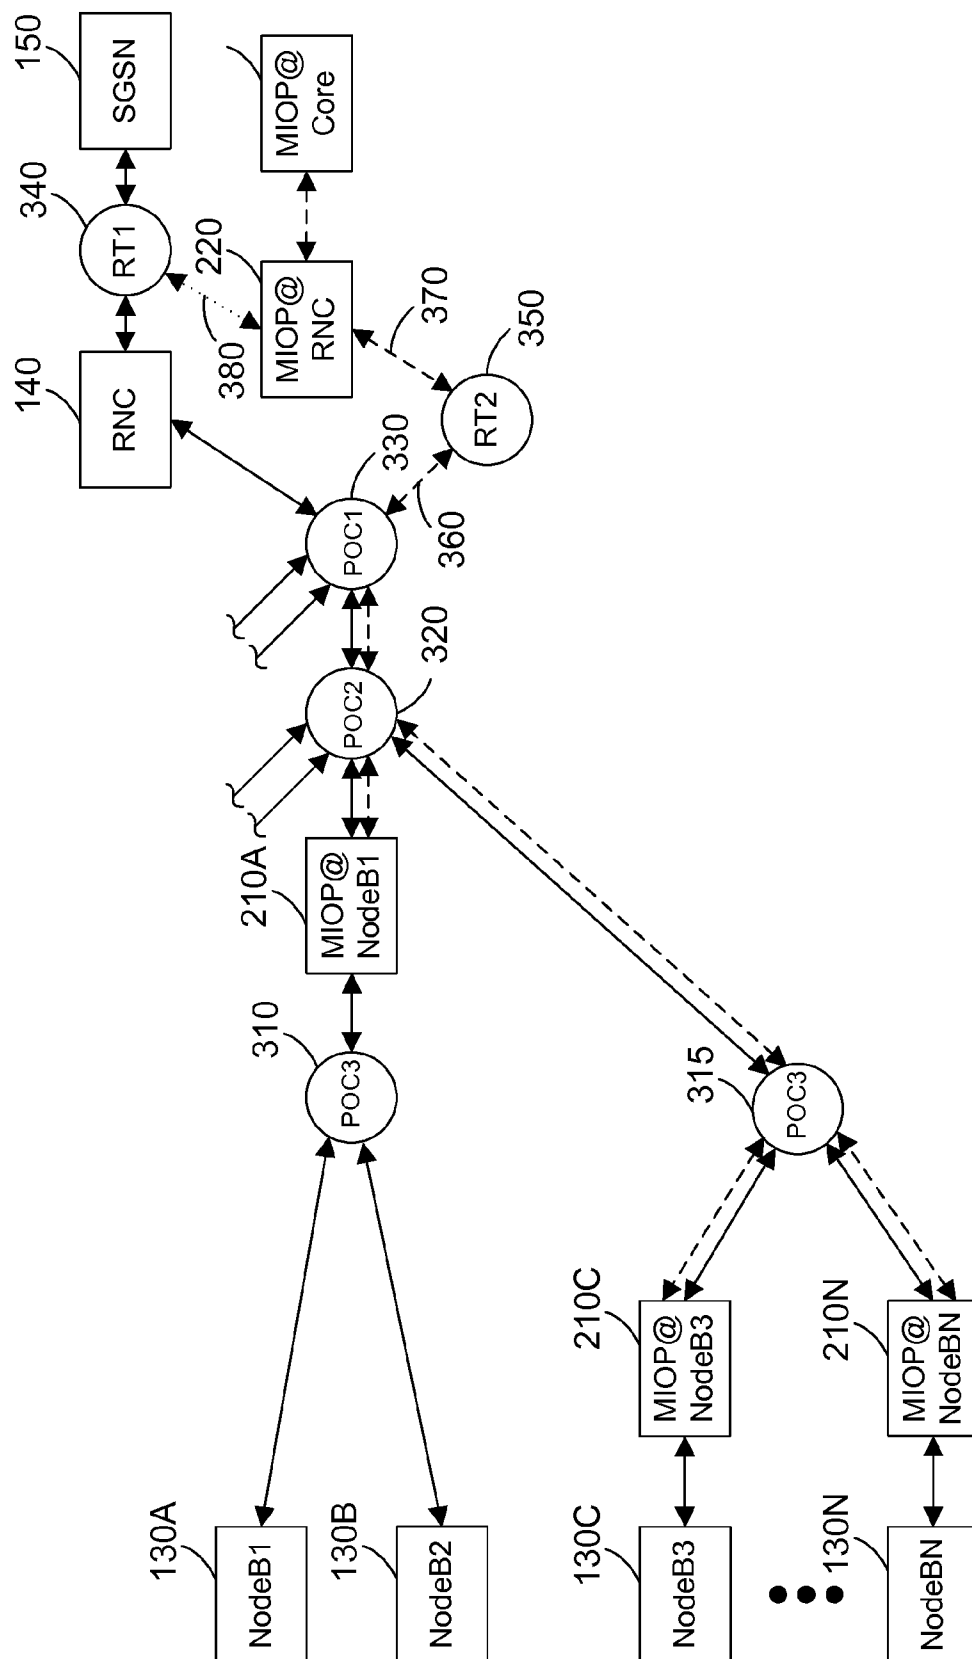 130A
NodeB1
130B
NodeB2
130C
NodeB3
130N
NodeBN
310
POC3
210A
MIOP@
NodeB1
210C
MIOP@
NodeB3
210N
MIOP@
NodeBN
315
POC3
POC2
320
POC1
330
360
RT2
350
370
140
RNC
380
340
RT1
220
MIOP@
RNC
150
SGSN
MIOP@
Core